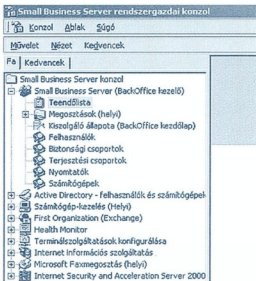 Small Business Server rendszergazdai konzol
Konzol Ablak Súgó
Művelet Nézet Kedvencek
Fa Kedvencek
Small Business Server konzol
Small Business Server (BackOffice kezelő)
Teendőlista
Megosztások (helyi)
Kiszolgáló állapota (BackOffice kezdőlap)
Felhasználók
Biztonsági csoportok
Terjesztési csoportok
Nyomtatók
Számítógépek
Active Directory - felhasználók és számítógépek
Számítógép-kezelés (Helyi)
First Organization (Exchange)
Health Monitor
Terminálszolgáltatások konfigurálása
Internet információs szolgáltatás
Microsoft Faxmegosztás (helyi)
Internet Security and Acceleration Server 2000